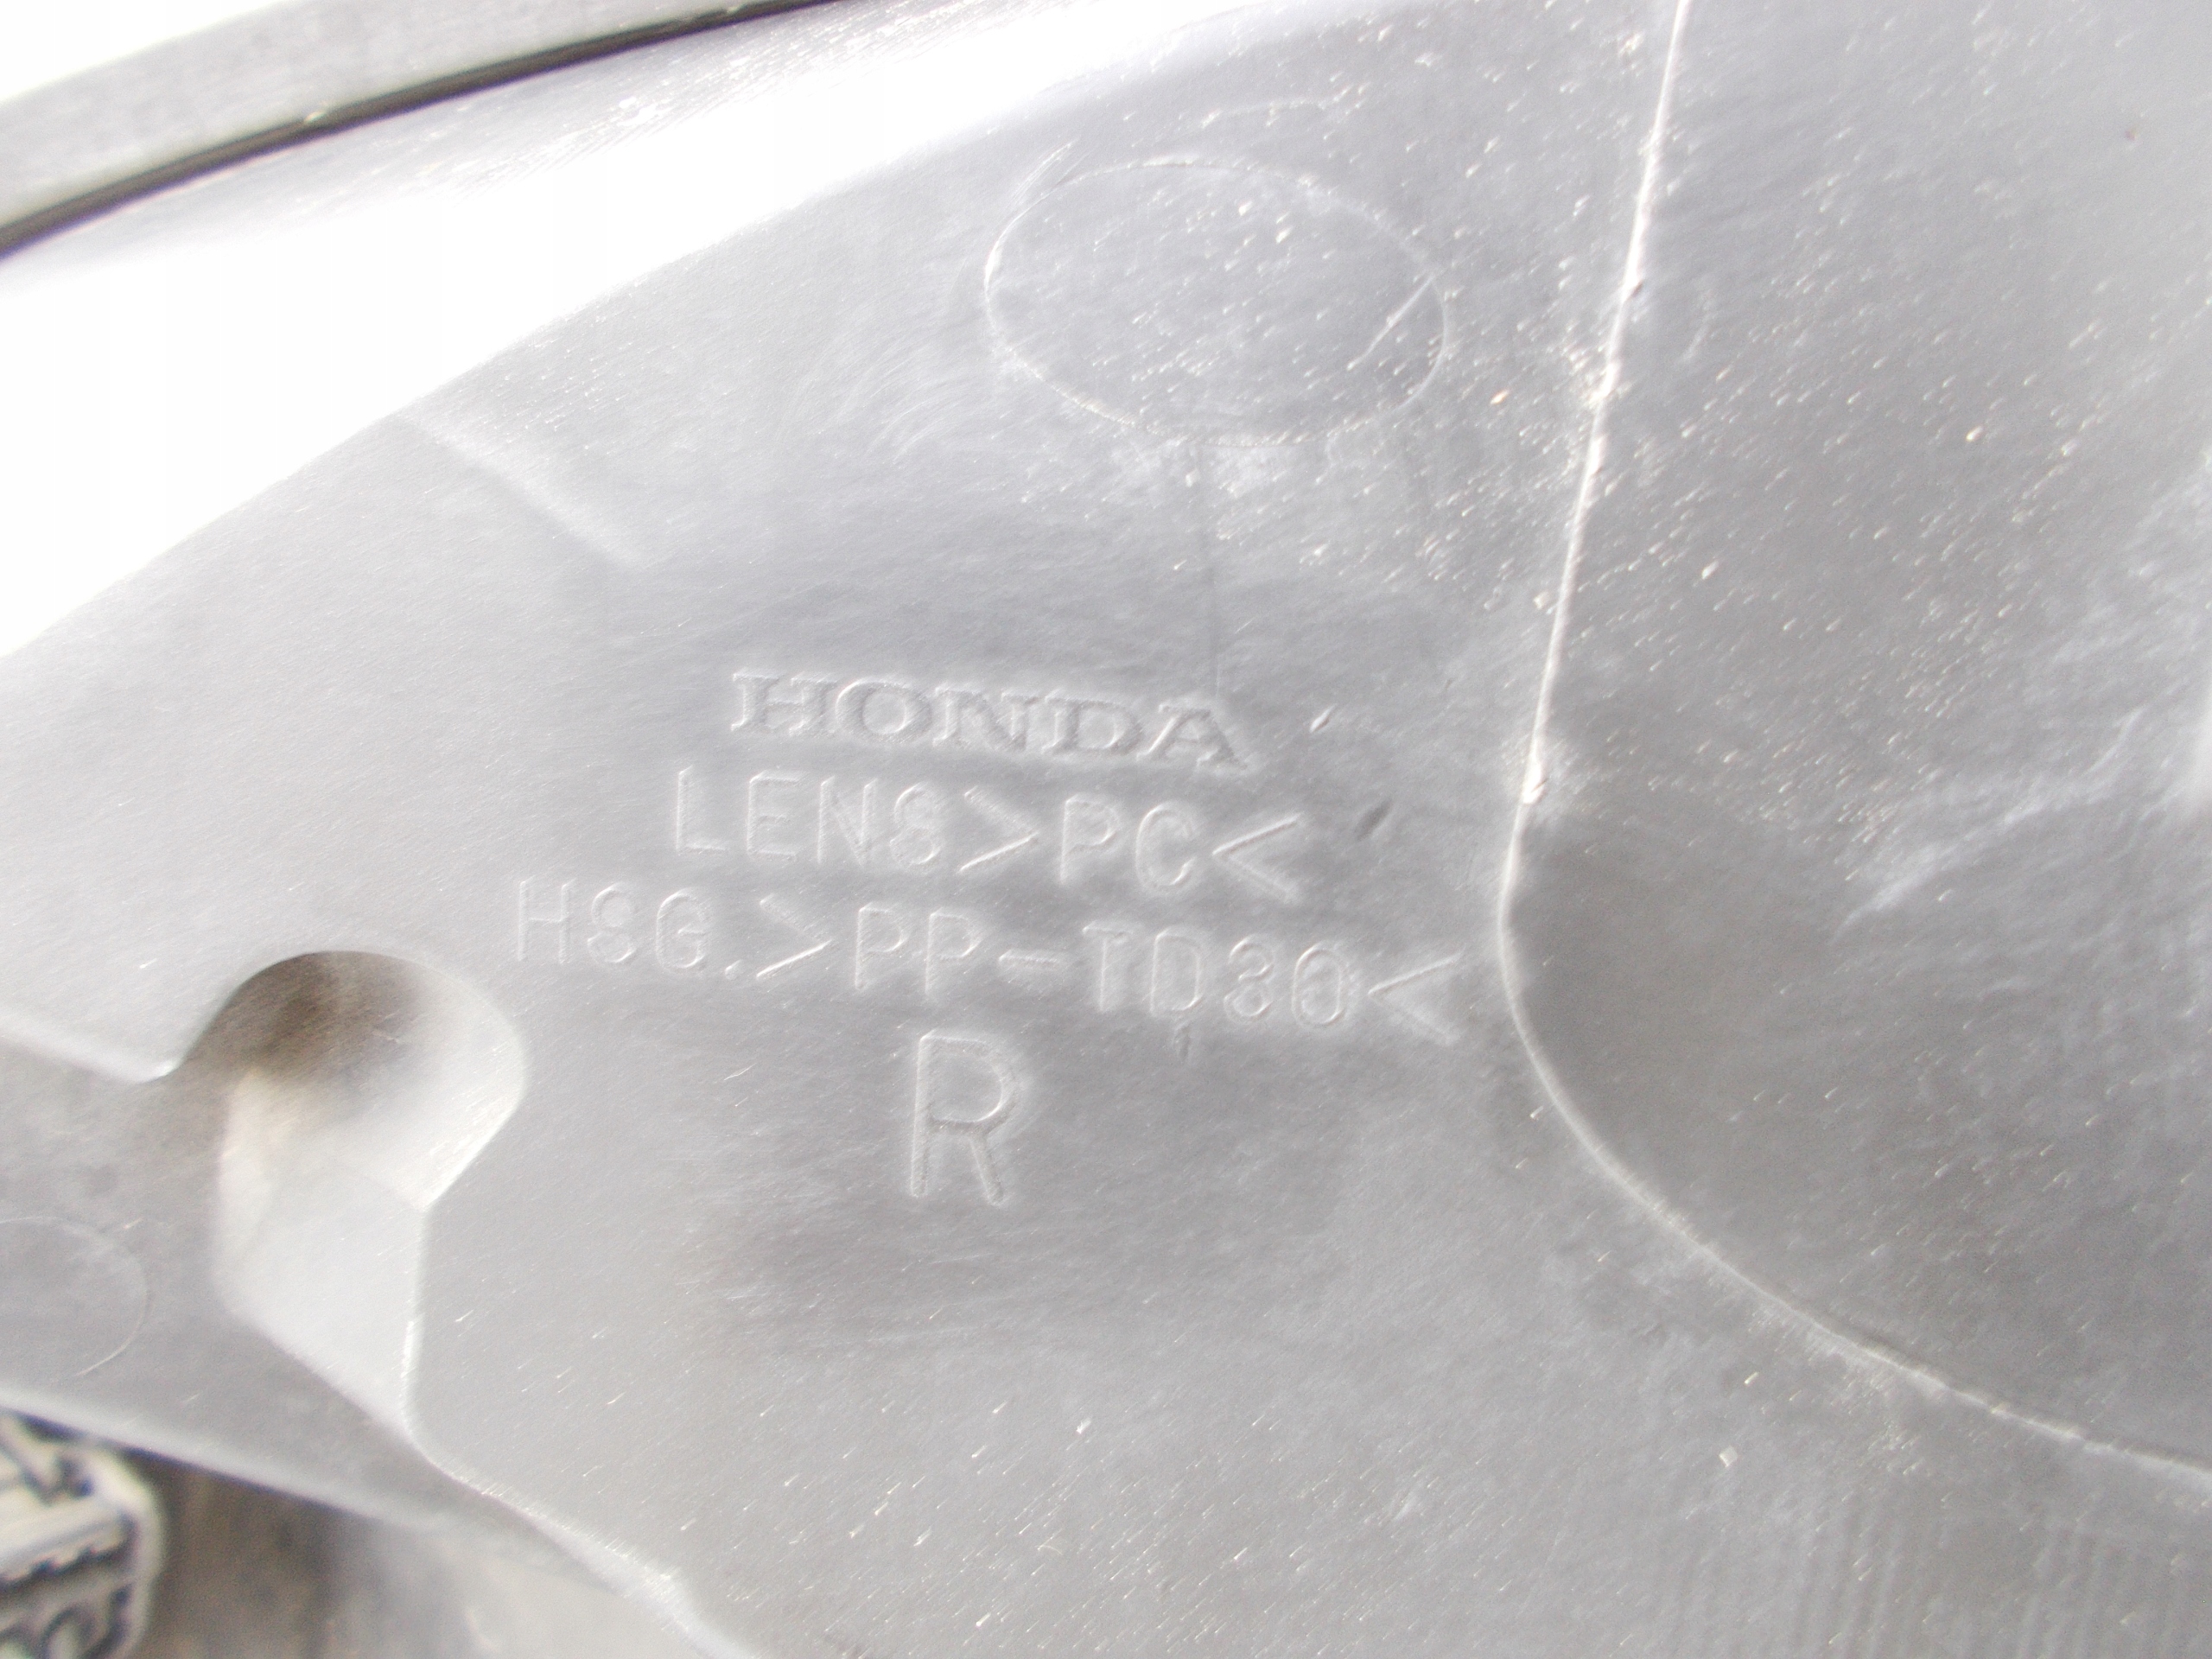 HONDA
LENS>PC<
HSG.>PP-TD30<
R